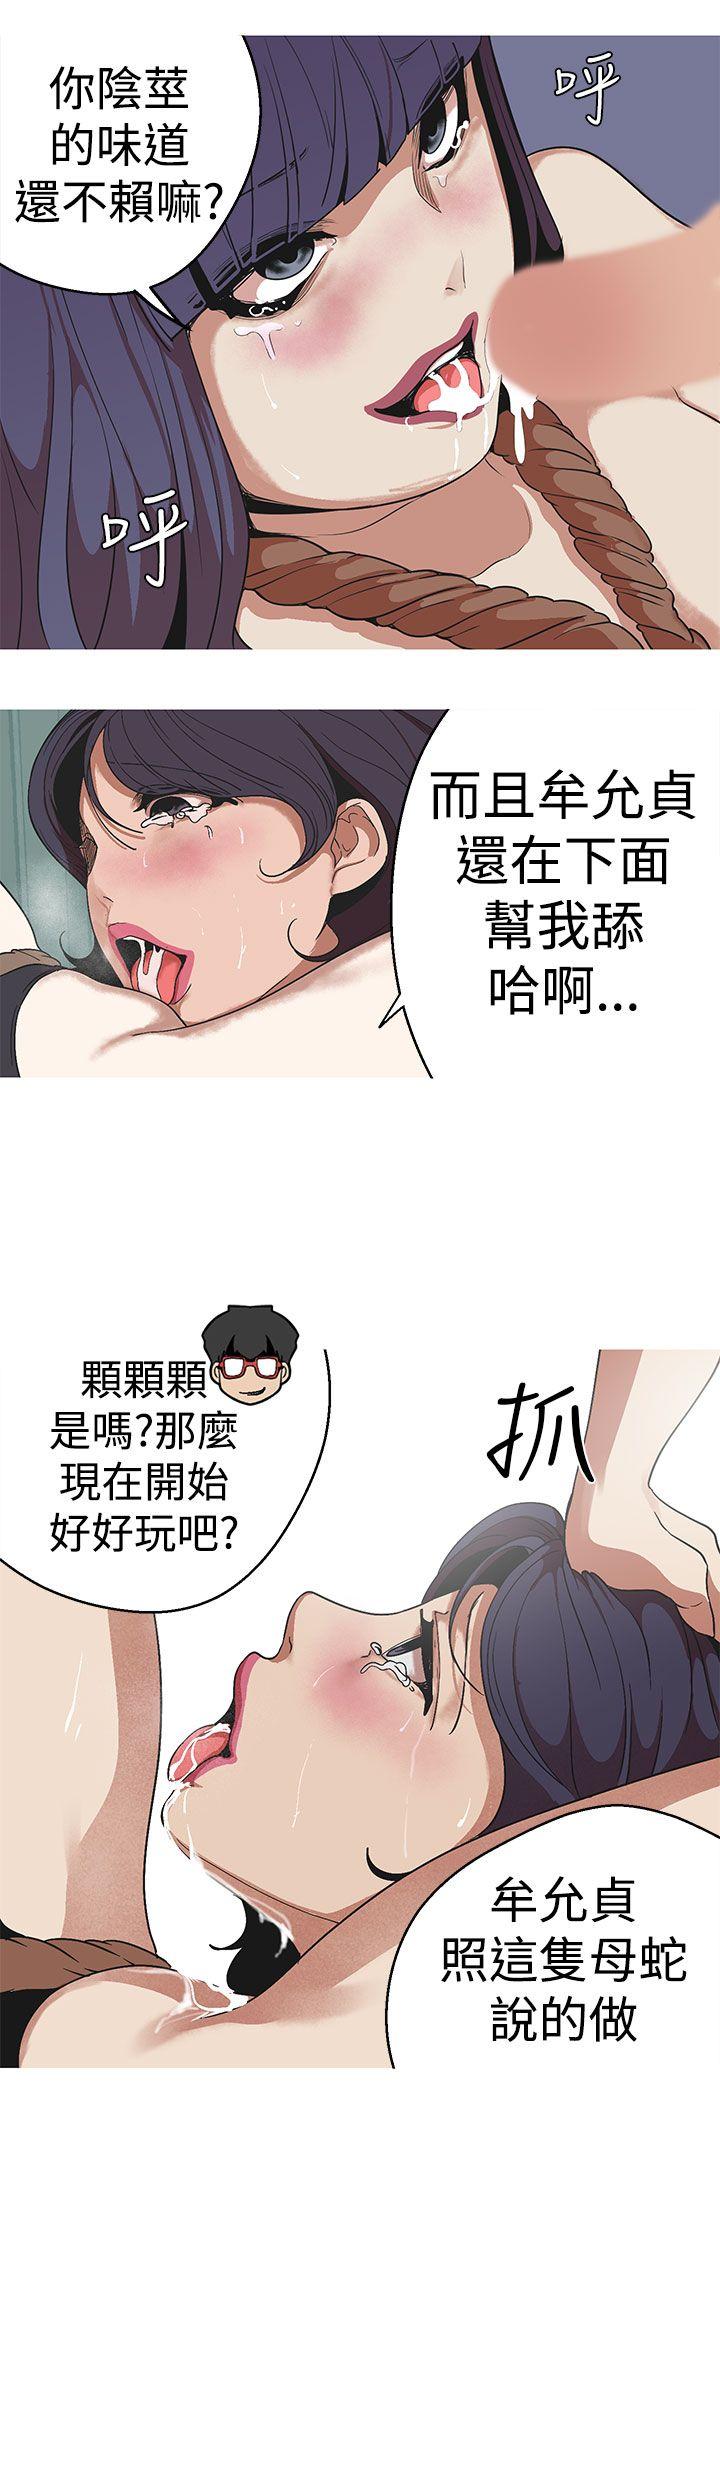 呼
你陰莖
的味道
還不賴嘛?
呼
而且牟允貞
還在下面
幫我舔
哈啊...
顆顆顆
是嗎?那麼
現在開始
好好玩吧?
抓
牟允貞
照這隻母蛇
說的做